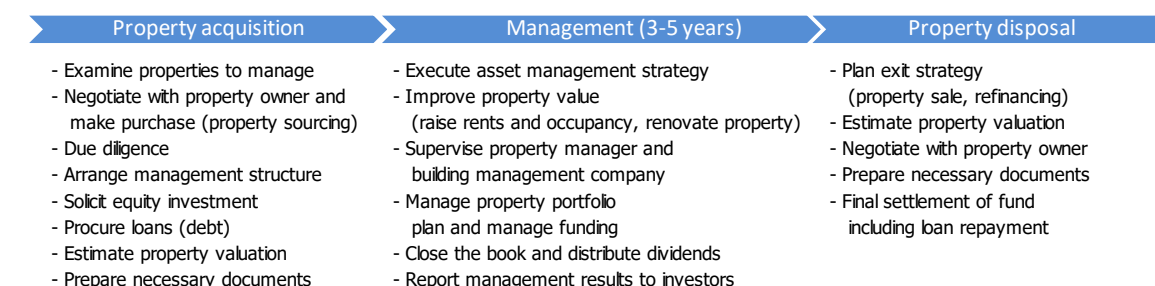 Property acquisition
- Examine properties to manage
- Negotiate with property owner and
make purchase (property sourcing)
- Due diligence
- Arrange management structure
- Solicit equity investment
- Procure loans (debt)
- Estimate property valuation
- Prepare necessary documents
Management (3-5 years)
- Execute asset management strategy
- Improve property value
(raise rents and occupancy, renovate property)
- Supervise property manager and
building management company
- Manage property portfolio
plan and manage funding
- Close the book and distribute dividends
- Report management results to investors
Property disposal
- Plan exit strategy
(property sale, refinancing)
- Estimate property valuation
- Negotiate with property owner
- Prepare necessary documents
- Final settlement of fund
including loan repayment